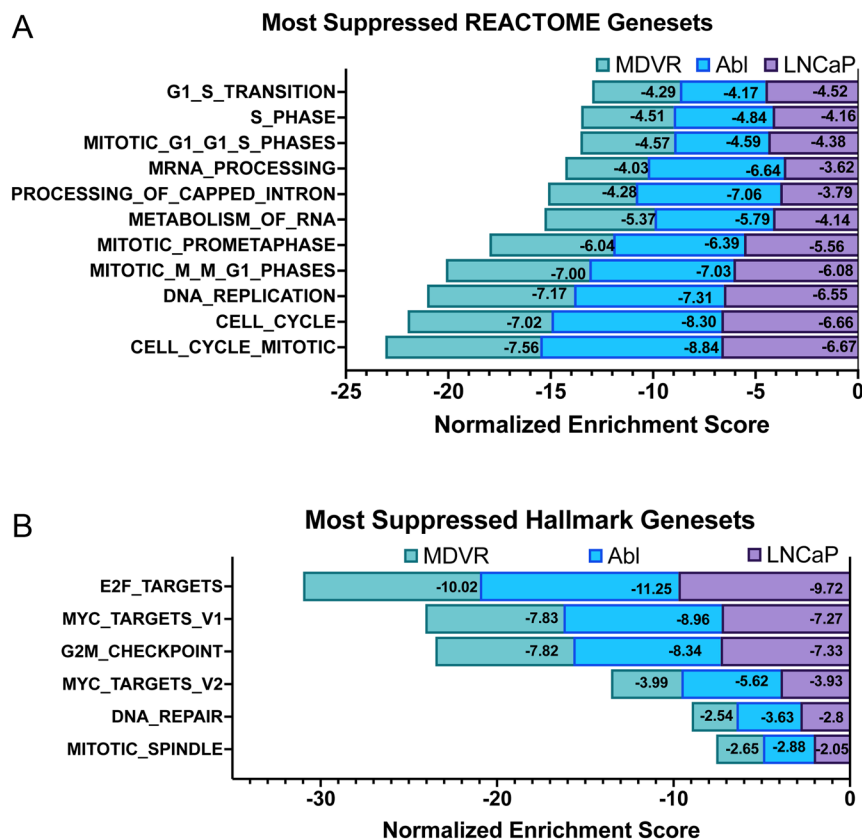 A
Most Suppressed REACTOME Genesets
MDVR Abl LNCaP
G1_S_TRANSITION -4.29 -4.17 -4.52
S_PHASE -4.51 -4.84 -4.16
MITOTIC_G1_G1_S_PHASES -4.57 -4.59 -4.38
MRNA_PROCESSING -4.03 -6.64 -3.62
PROCESSING_OF_CAPPED_INTRON -4.28 -7.06 -3.79
METABOLISM_OF_RNA -5.37 -5.79 -4.14
MITOTIC_PROMETAPHASE -6.04 -6.39 -5.56
MITOTIC_M_M_G1_PHASES -7.00 -7.03 -6.08
DNA_REPLICATION -7.17 -7.31 -6.55
CELL_CYCLE -7.02 -8.30 -6.66
CELL_CYCLE_MITOTIC -7.56 -8.84 -6.67
-25 -20 -15 -10 -5 0
Normalized Enrichment Score
B
Most Suppressed Hallmark Genesets
MDVR Abl LNCaP
E2F_TARGETS -10.02 -11.25 -9.72
MYC_TARGETS_V1 -7.83 -8.96 -7.27
G2M_CHECKPOINT -7.82 -8.34 -7.33
MYC_TARGETS_V2 -3.99 -5.62 -3.93
DNA_REPAIR -2.54 -3.63 -2.8
MITOTIC_SPINDLE -2.65 -2.88 -2.05
-30 -20 -10 0
Normalized Enrichment Score